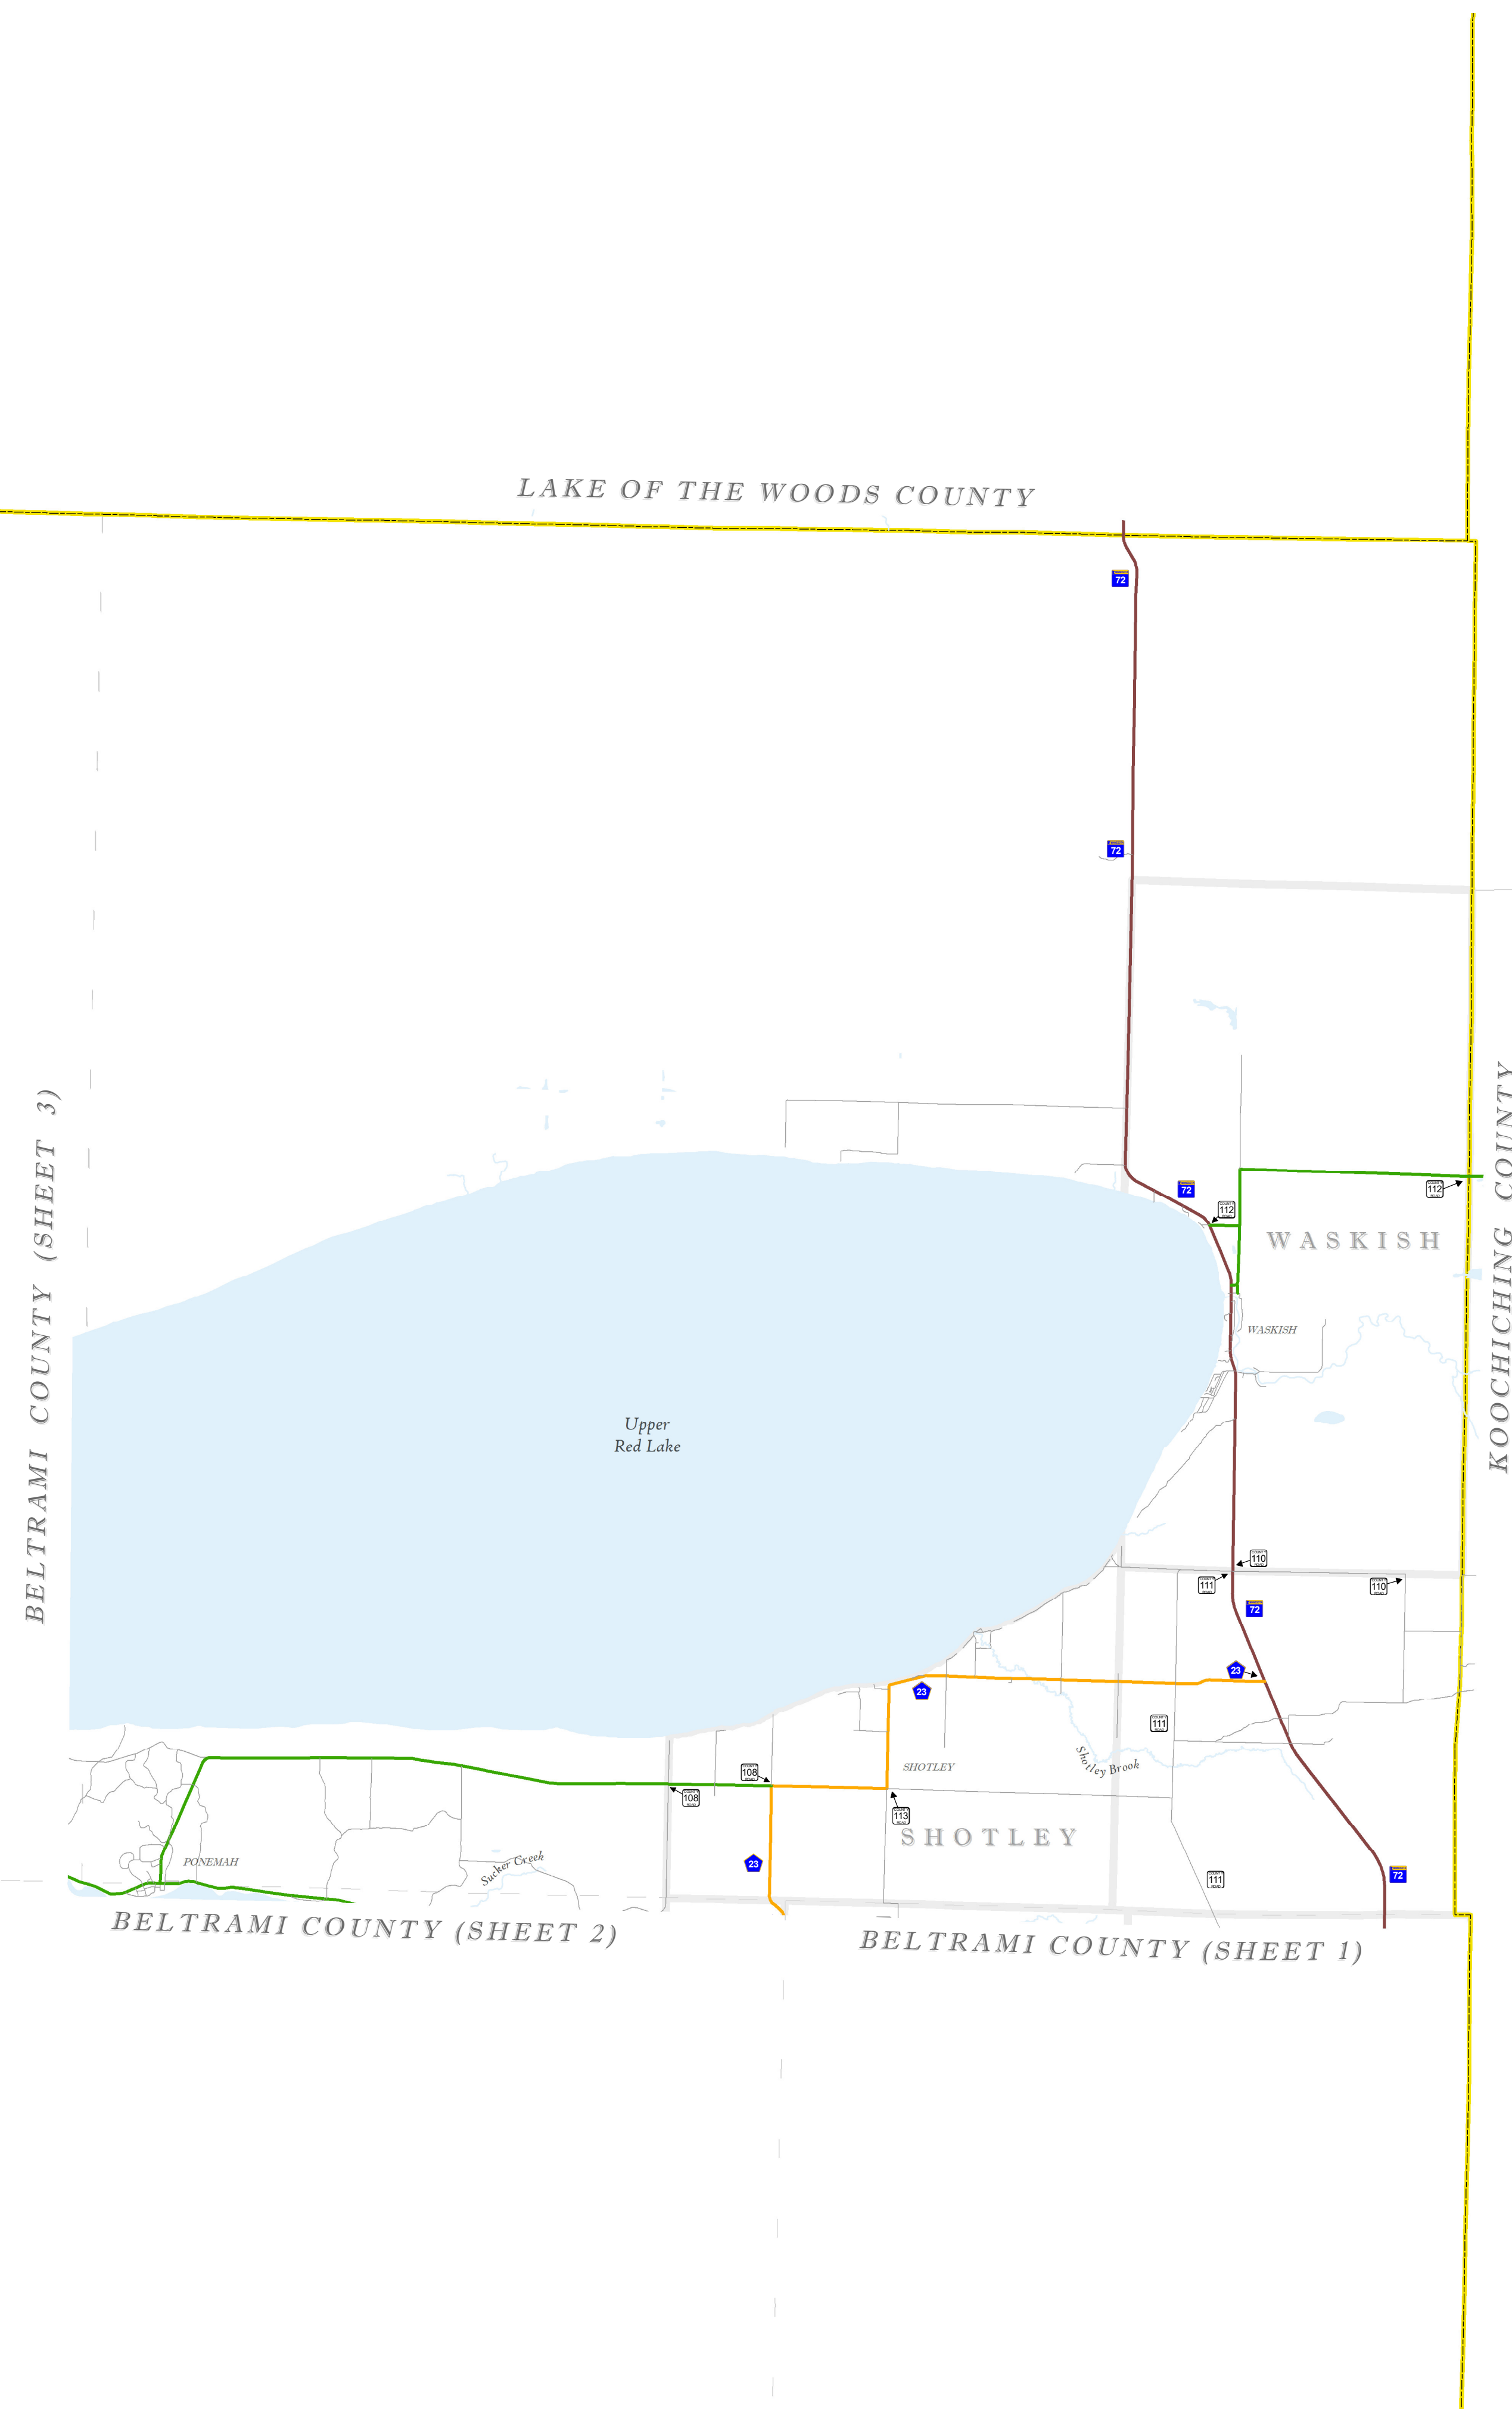 LAKE OF THE WOODS COUNTY
72
72
BELTRAMI COUNTY (SHEET 3)
KOOCHICHING COUNTY
72
112
112
WASKISH
WASKISH
Upper
Red Lake
110
111
110
72
23
23
111
Shotley Brook
SHOTLEY
108
108
113
SHOTLEY
PONEMAH
Sucker Creek
23
111
72
BELTRAMI COUNTY (SHEET 2)
BELTRAMI COUNTY (SHEET 1)